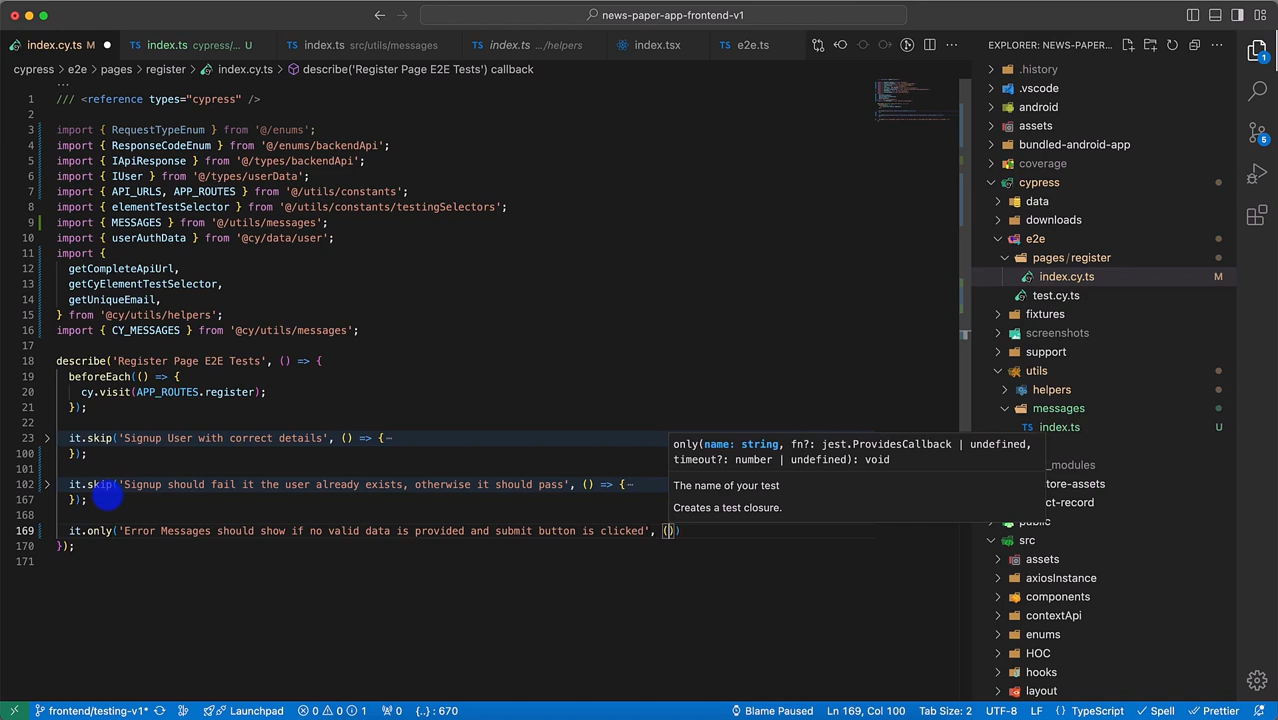 news-paper-app-frontend-v1
index.cy.ts M
index.ts cypress/... U
index.ts src/utils/messages
index.ts .../helpers
index.tsx
e2e.ts
...
EXPLORER: NEWS-PAPER...
...
cypress > e2e > pages > register > index.cy.ts > describe('Register Page E2E Tests') callback
...
1 /// <reference types="cypress" />
2
3 import { RequestTypeEnum } from '@/enums';
4 import { ResponseCodeEnum } from '@/enums/backendApi';
5 import { IApiResponse } from '@/types/backendApi';
6 import { IUser } from '@/types/userData';
7 import { API_URLS, APP_ROUTES } from '@/utils/constants';
8 import { elementTestSelector } from '@/utils/constants/testingSelectors';
9 import { MESSAGES } from '@/utils/messages';
10 import { userAuthData } from '@cy/data/user';
11 import {
12 getCompleteApiUrl,
13 getCyElementTestSelector,
14 getUniqueEmail,
15 } from '@cy/utils/helpers';
16 import { CY_MESSAGES } from '@cy/utils/messages';
17
18 describe('Register Page E2E Tests', () => {
19 beforeEach(() => {
20 cy.visit(APP_ROUTES.register);
21 });
22
23 it.skip('Signup User with correct details', () => {...
100 });
101
102 it.skip('Signup should fail it the user already exists, otherwise it should pass', () => {...
167 });
168
169 it.only('Error Messages should show if no valid data is provided and submit button is clicked', ())
170 });
171
only(name: string, fn?: jest.ProvidesCallback | undefined,
timeout?: number | undefined): void
The name of your test
Creates a test closure.
.history
.vscode
android
assets
bundled-android-app
coverage
cypress
data
downloads
e2e
pages/register
index.cy.ts M
test.cy.ts
fixtures
screenshots
support
utils
helpers
messages
index.ts U
_modules
store-assets
ct-record
public
src
assets
axiosInstance
components
contextApi
enums
HOC
hooks
layout
1
5
frontend/testing-v1*
Launchpad
0 0 1
0
{..} : 670
Blame Paused
Ln 169, Col 100
Tab Size: 2
UTF-8
LF
{} TypeScript
Spell
Prettier